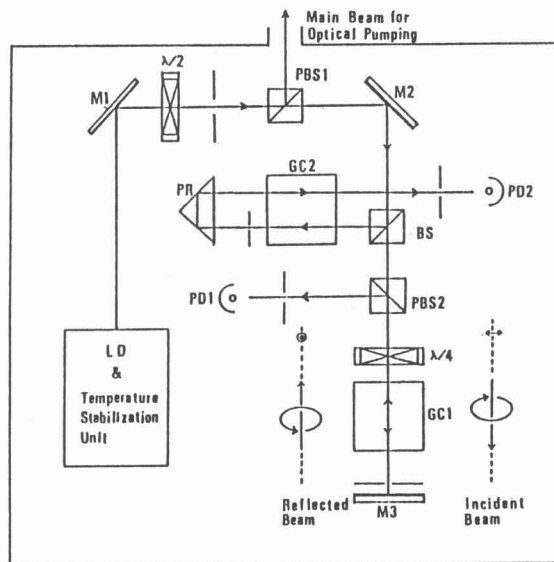 Main Beam for
Optical Pumping
λ/2
PBS1
M1
M2
GC2
PR
PD2
BS
PD1
PBS2
LD
&
Temperature
Stabilization
Unit
λ/4
GC1
Reflected
Beam
M3
Incident
Beam